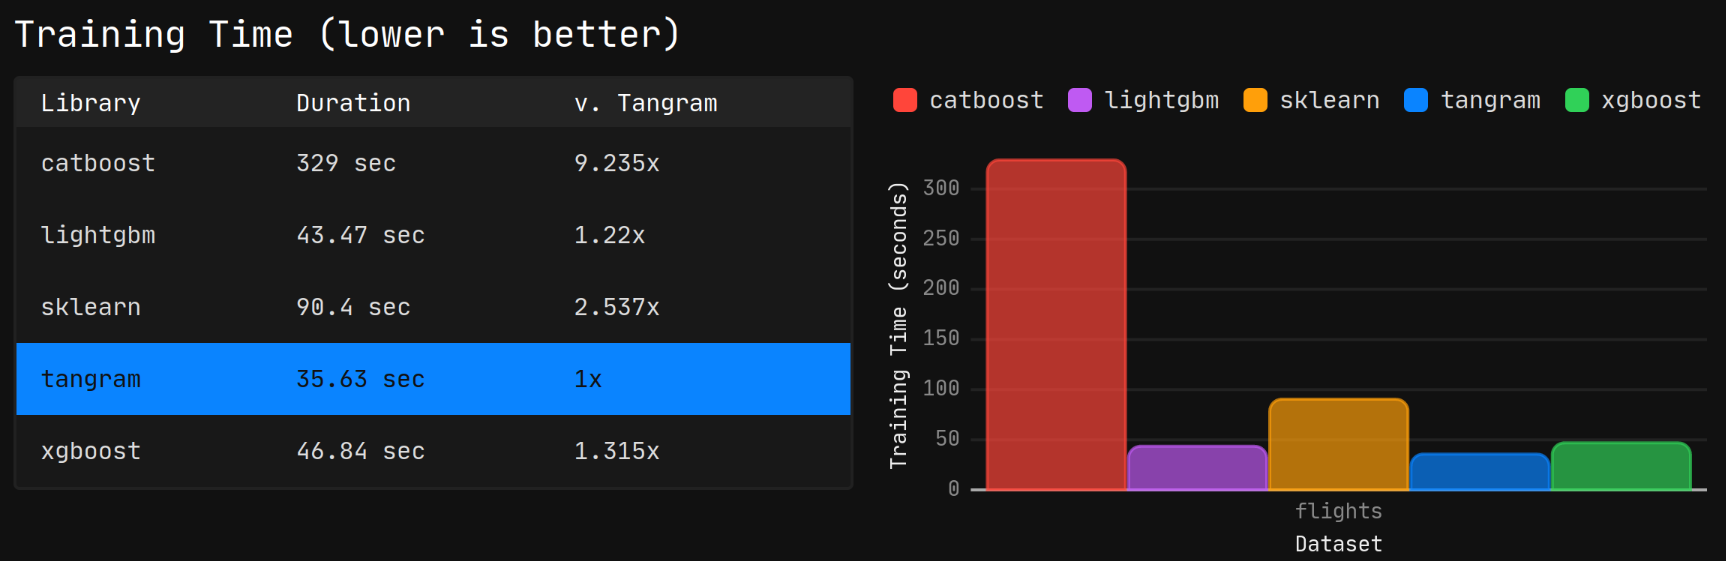 Training Time (lower is better)
Library Duration v. Tangram
catboost 329 sec 9.235x
lightgbm 43.47 sec 1.22x
sklearn 90.4 sec 2.537x
tangram 35.63 sec 1x
xgboost 46.84 sec 1.315x
catboost lightgbm sklearn tangram xgboost
Training Time (seconds)
300
250
200
150
100
50
0
flights
Dataset